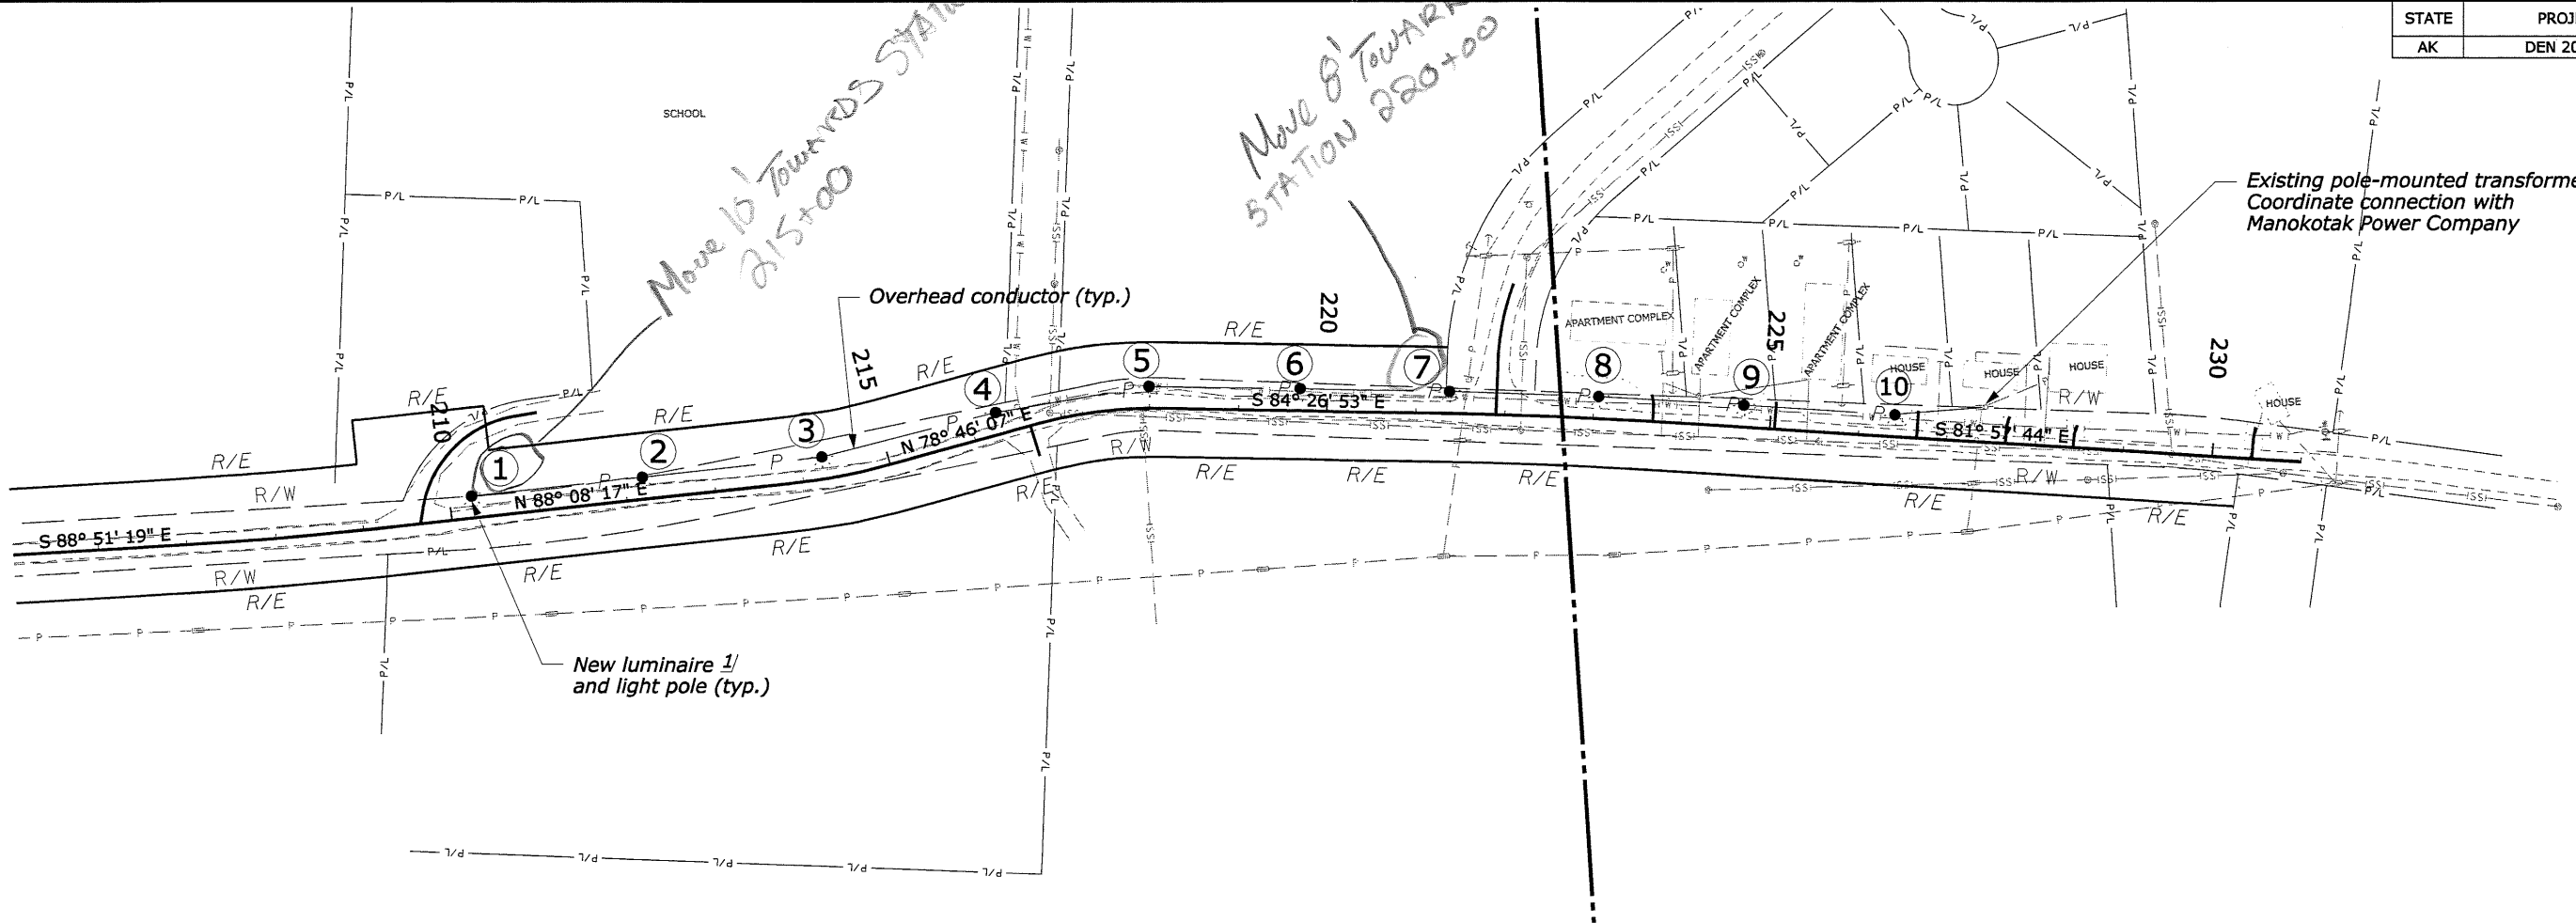 STATE
PROJ
AK
DEN 20
SCHOOL
Move 10' Towards STATI
215+00
Move 8' TOWARD
STATION 220+00
Existing pole-mounted transforme
Coordinate connection with
Manokotak Power Company
Overhead conductor (typ.)
New luminaire 1/
and light pole (typ.)
210
215
220
225
230
1
2
3
4
5
6
7
8
9
10
S 88° 51' 19" E
N 88° 08' 17" E
N 78° 46' 07" E
S 84° 26' 53" E
S 81° 57' 44" E
APARTMENT COMPLEX
APARTMENT COMPLEX
APARTMENT COMPLEX
HOUSE
HOUSE
HOUSE
HOUSE
R/E
R/E
R/E
R/E
R/E
R/W
R/W
R/W
R/W
R/W
R/E
R/E
R/E
R/E
R/E
R/E
R/E
R/E
R/E
P/L
P/L
P/L
P/L
P/L
P/L
P/L
P/L